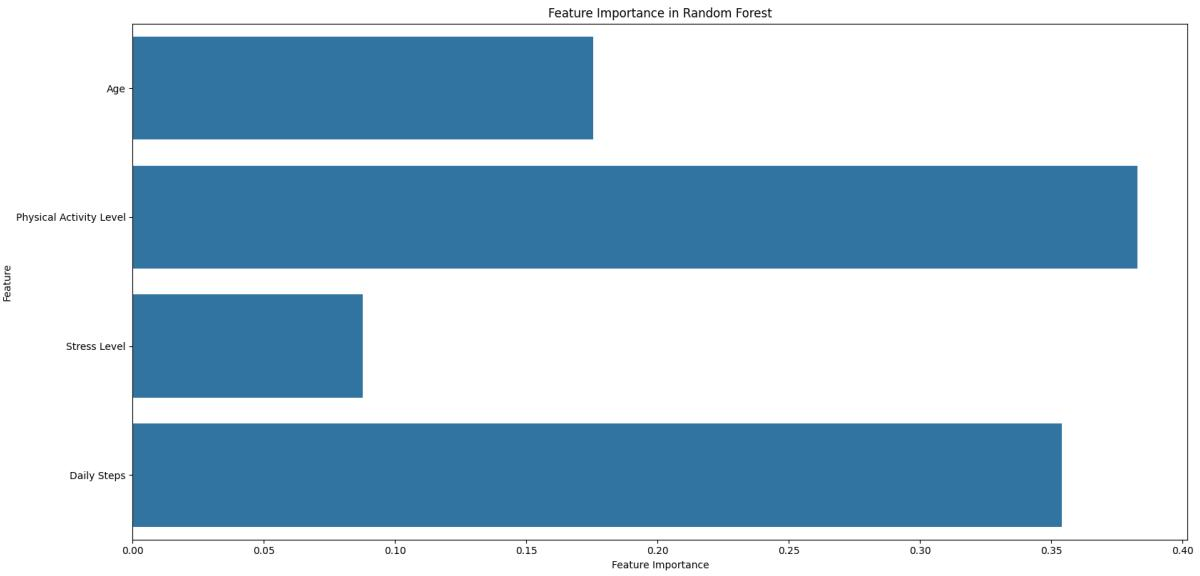 Feature Importance in Random Forest
Feature
Age
Physical Activity Level
Stress Level
Daily Steps
0.00 0.05 0.10 0.15 0.20 0.25 0.30 0.35 0.40
Feature Importance